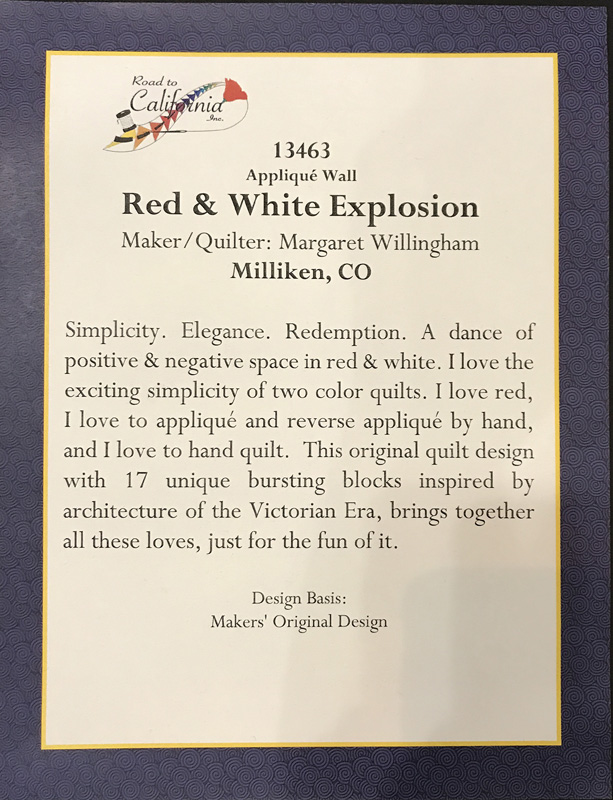 Road to
California
Inc.
13463
Appliqué Wall
Red & White Explosion
Maker/Quilter: Margaret Willingham
Milliken, CO
Simplicity. Elegance. Redemption. A dance of
positive & negative space in red & white. I love the
exciting simplicity of two color quilts. I love red,
I love to appliqué and reverse appliqué by hand,
and I love to hand quilt. This original quilt design
with 17 unique bursting blocks inspired by
architecture of the Victorian Era, brings together
all these loves, just for the fun of it.
Design Basis:
Makers' Original Design